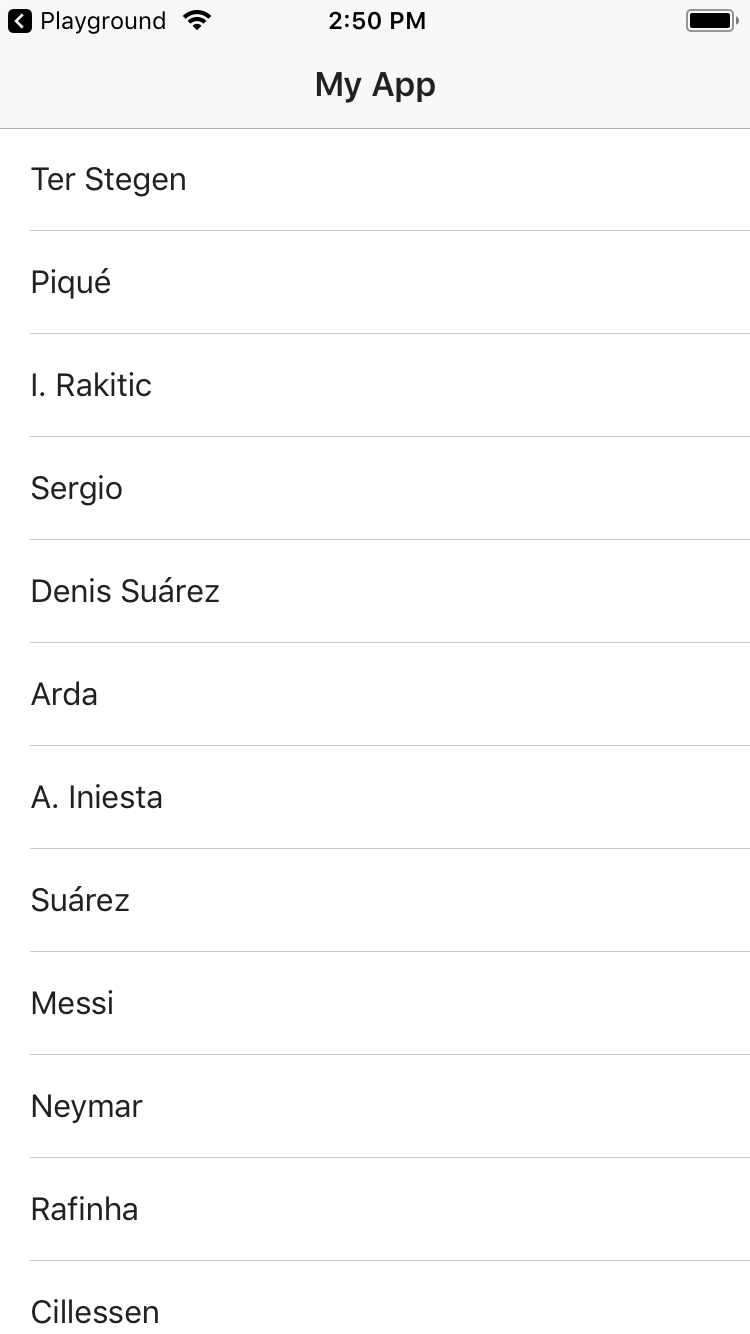 Playground 2:50 PM
My App
Ter Stegen
Piqué
I. Rakitic
Sergio
Denis Suárez
Arda
A. Iniesta
Suárez
Messi
Neymar
Rafinha
Cillessen